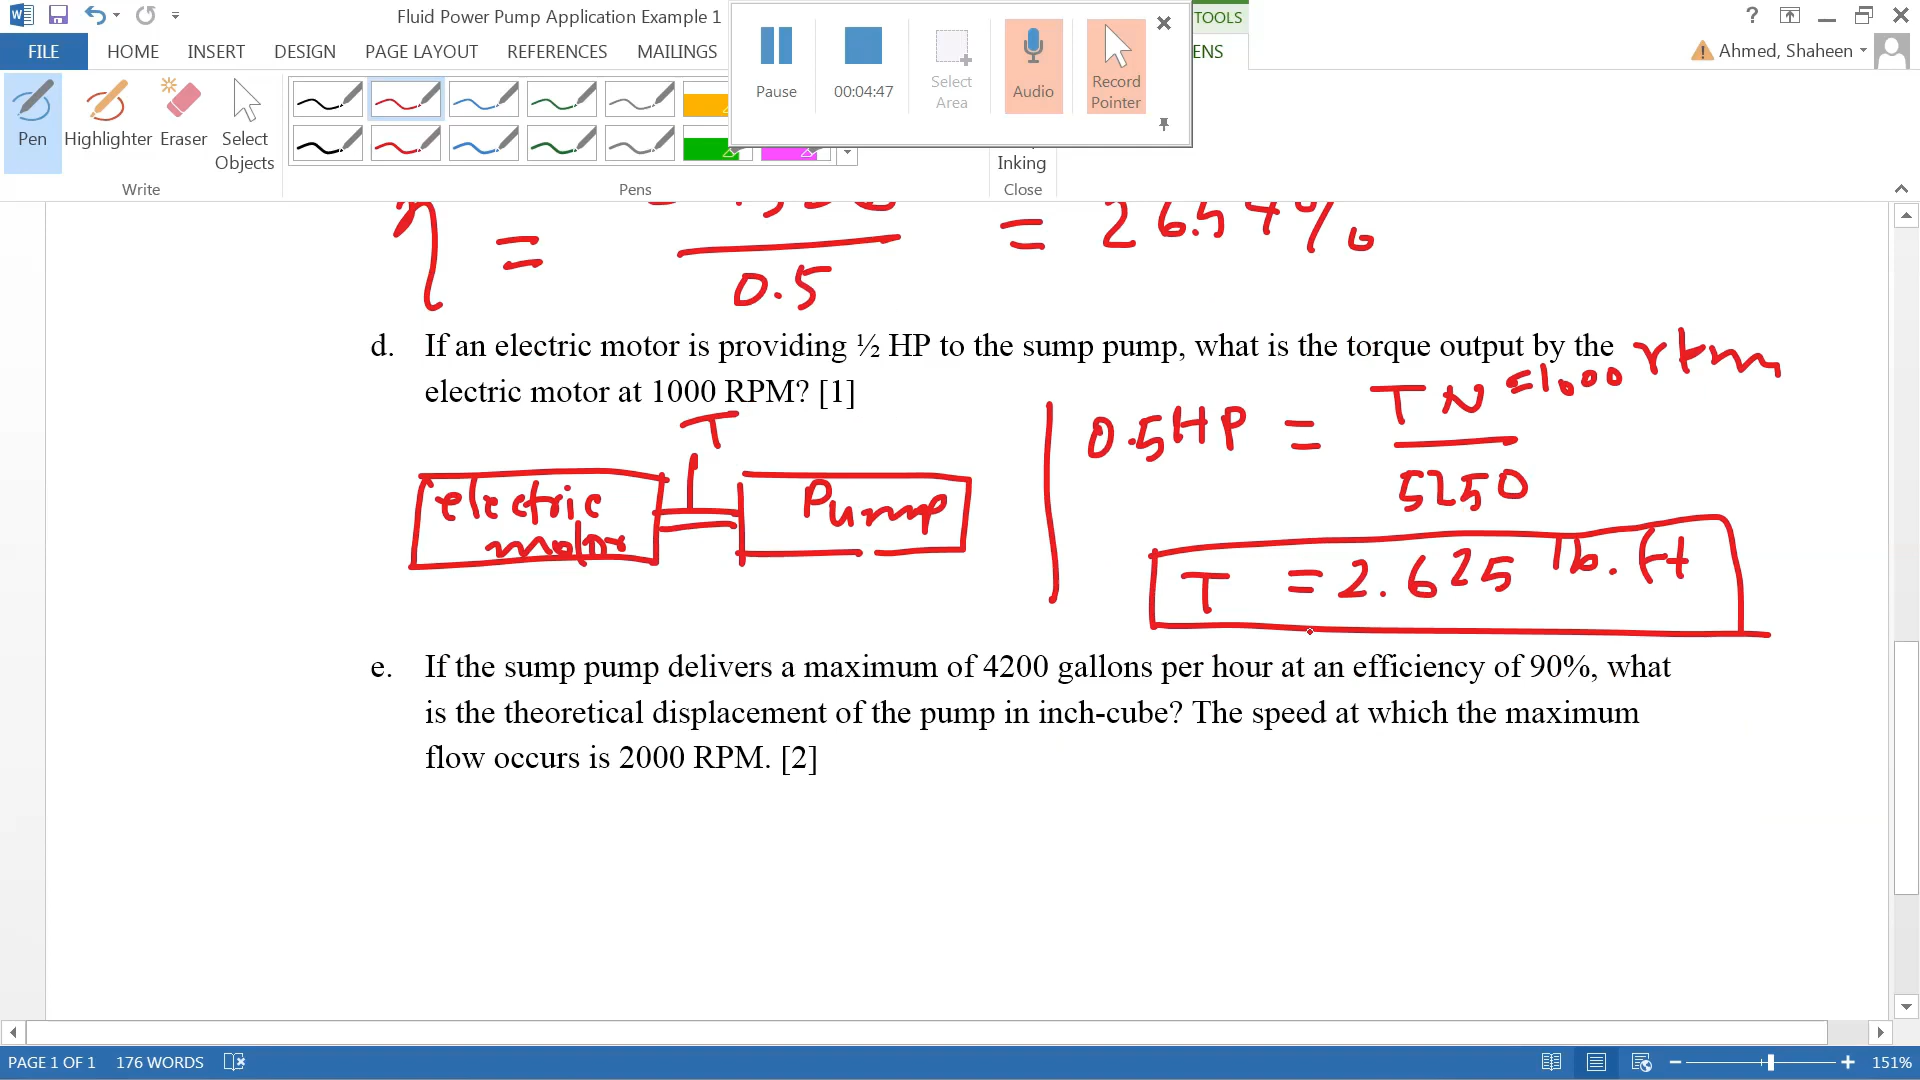 Fluid Power Pump Application Example 1
TOOLS
?
FILE HOME INSERT DESIGN PAGE LAYOUT REFERENCES MAILINGS
ENS
Ahmed, Shaheen
Pause
00:04:47
Select Area
Audio
Record Pointer
Pen
Highlighter
Eraser
Select Objects
Inking
Write
Pens
Close
η = / 0.5 = 26.54%
d. If an electric motor is providing ½ HP to the sump pump, what is the torque output by the
electric motor at 1000 RPM? [1]
T
electric motor
Pump
0.5 HP = T N / 5250
=1000
T = 2.625 lb.ft
e. If the sump pump delivers a maximum of 4200 gallons per hour at an efficiency of 90%, what
is the theoretical displacement of the pump in inch-cube? The speed at which the maximum
flow occurs is 2000 RPM. [2]
PAGE 1 OF 1 176 WORDS
151%